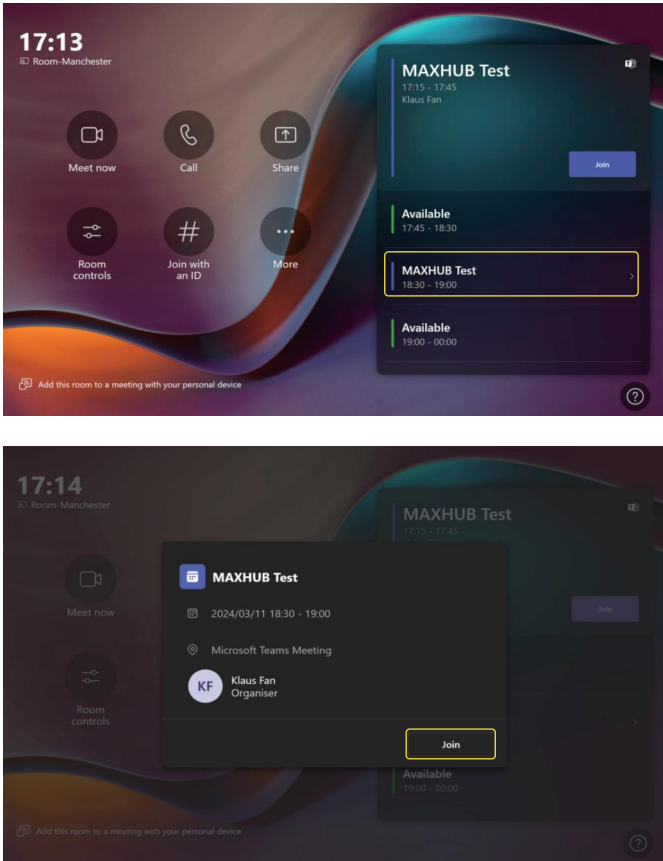 17:13
Room-Manchester
MAXHUB Test
17:15 - 17:45
Klaus Fan
Join
Meet now
Call
Share
Available
17:45 - 18:30
Room
controls
Join with
an ID
More
MAXHUB Test
18:30 - 19:00
Available
19:00 - 00:00
Add this room to a meeting with your personal device
17:14
Room-Manchester
MAXHUB Test
17:15 - 17:45
Meet now
Join
MAXHUB Test
2024/03/11 18:30 - 19:00
Microsoft Teams Meeting
KF
Klaus Fan
Organiser
Join
Room
controls
Available
19:00 - 00:00
Add this room to a meeting with your personal device